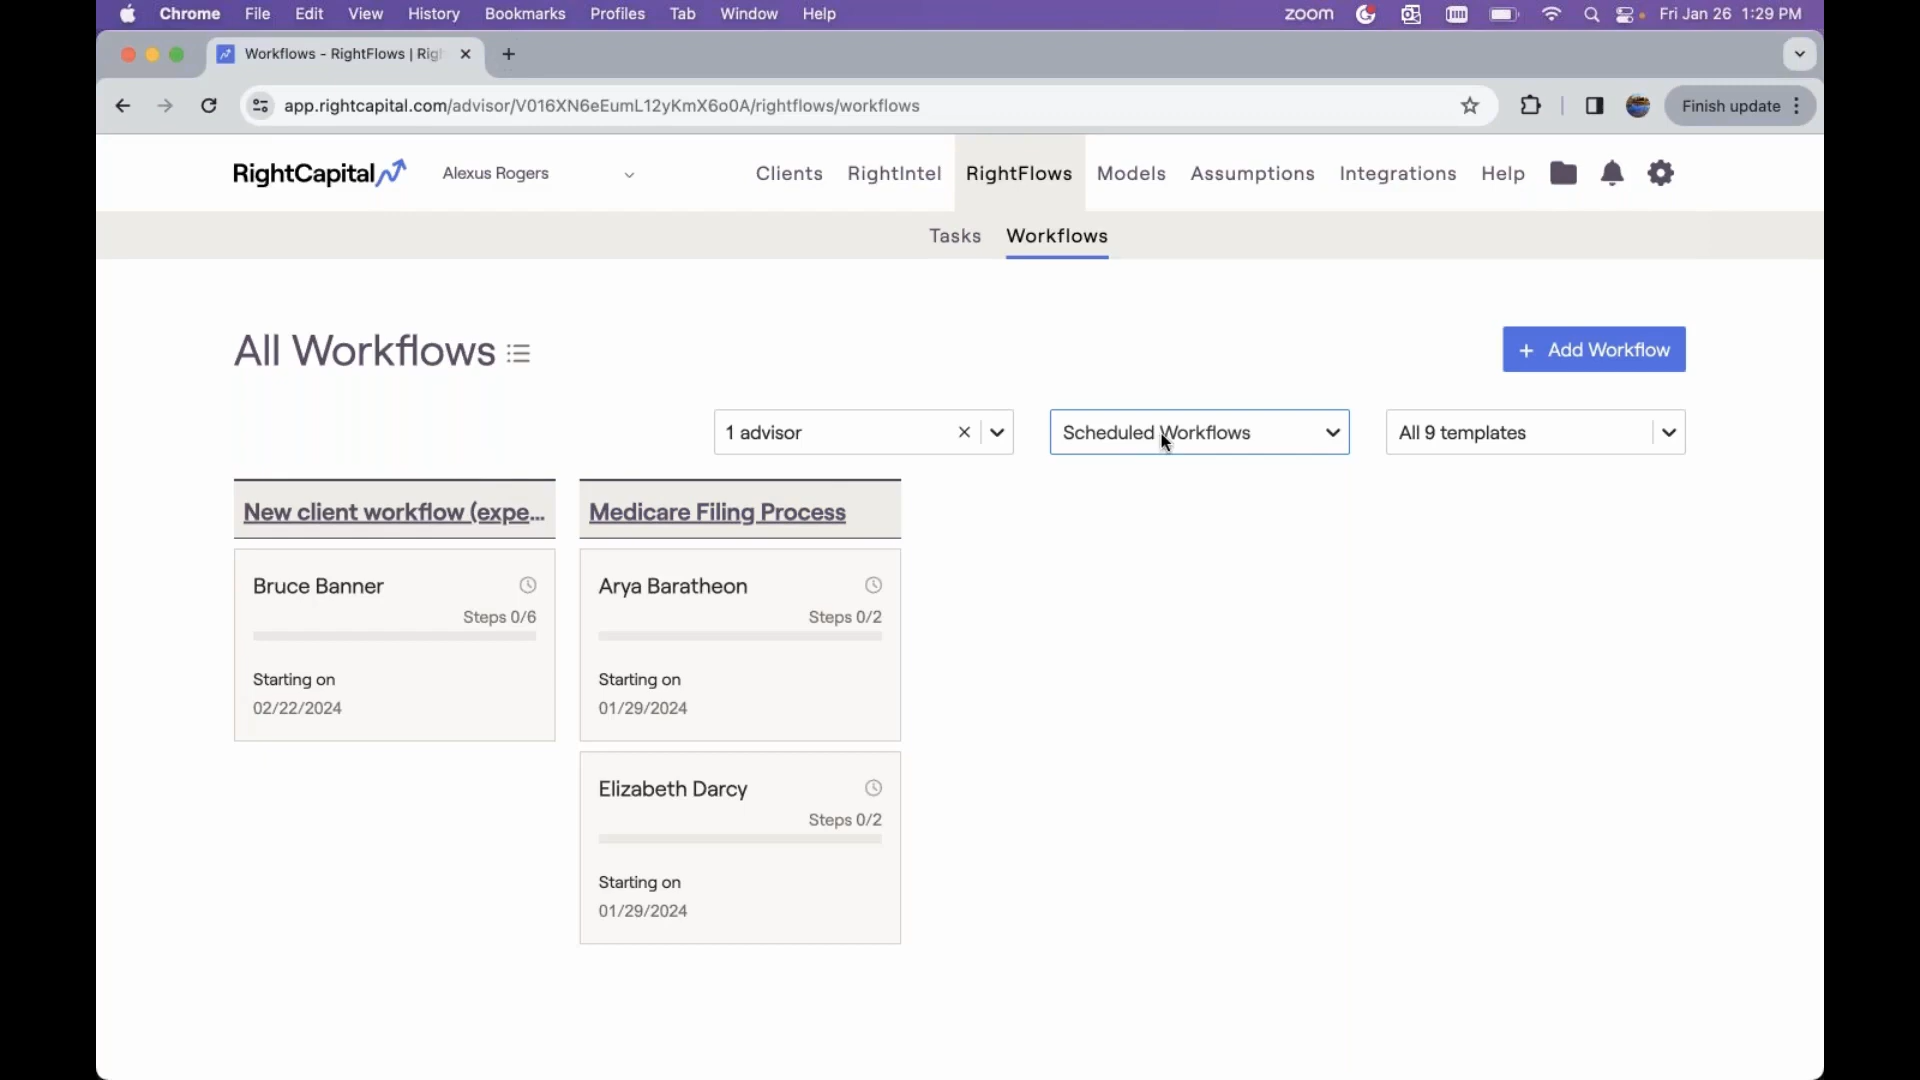 Chrome File Edit View History Bookmarks Profiles Tab Window Help zoom Fri Jan 26 1:29 PM
Workflows - RightFlows | Rig
app.rightcapital.com/advisor/V016XN6eEumL12yKmX6o0A/rightflows/workflows Finish update
RightCapital Alexus Rogers Clients RightIntel RightFlows Models Assumptions Integrations Help
Tasks Workflows
All Workflows + Add Workflow
1 advisor Scheduled Workflows All 9 templates
New client workflow (expe... Medicare Filing Process
Bruce Banner Arya Baratheon
Steps 0/6 Steps 0/2
Starting on Starting on
02/22/2024 01/29/2024
Elizabeth Darcy
Steps 0/2
Starting on
01/29/2024